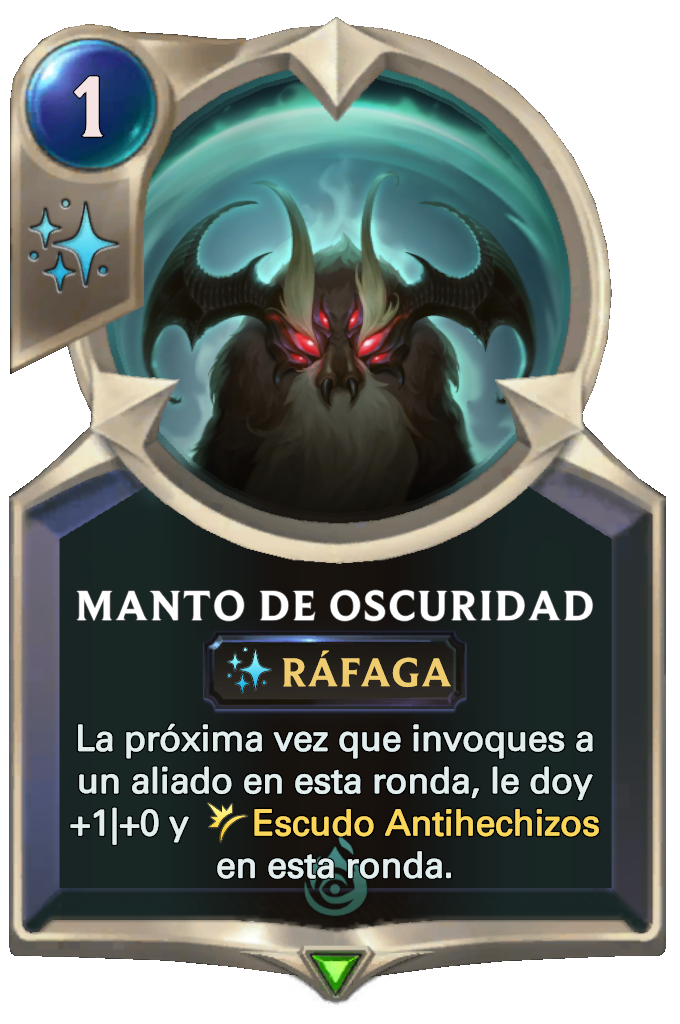 1
MANTO DE OSCURIDAD
RÁFAGA
La próxima vez que invoques a
un aliado en esta ronda, le doy
+1|+0 y Escudo Antihechizos
en esta ronda.